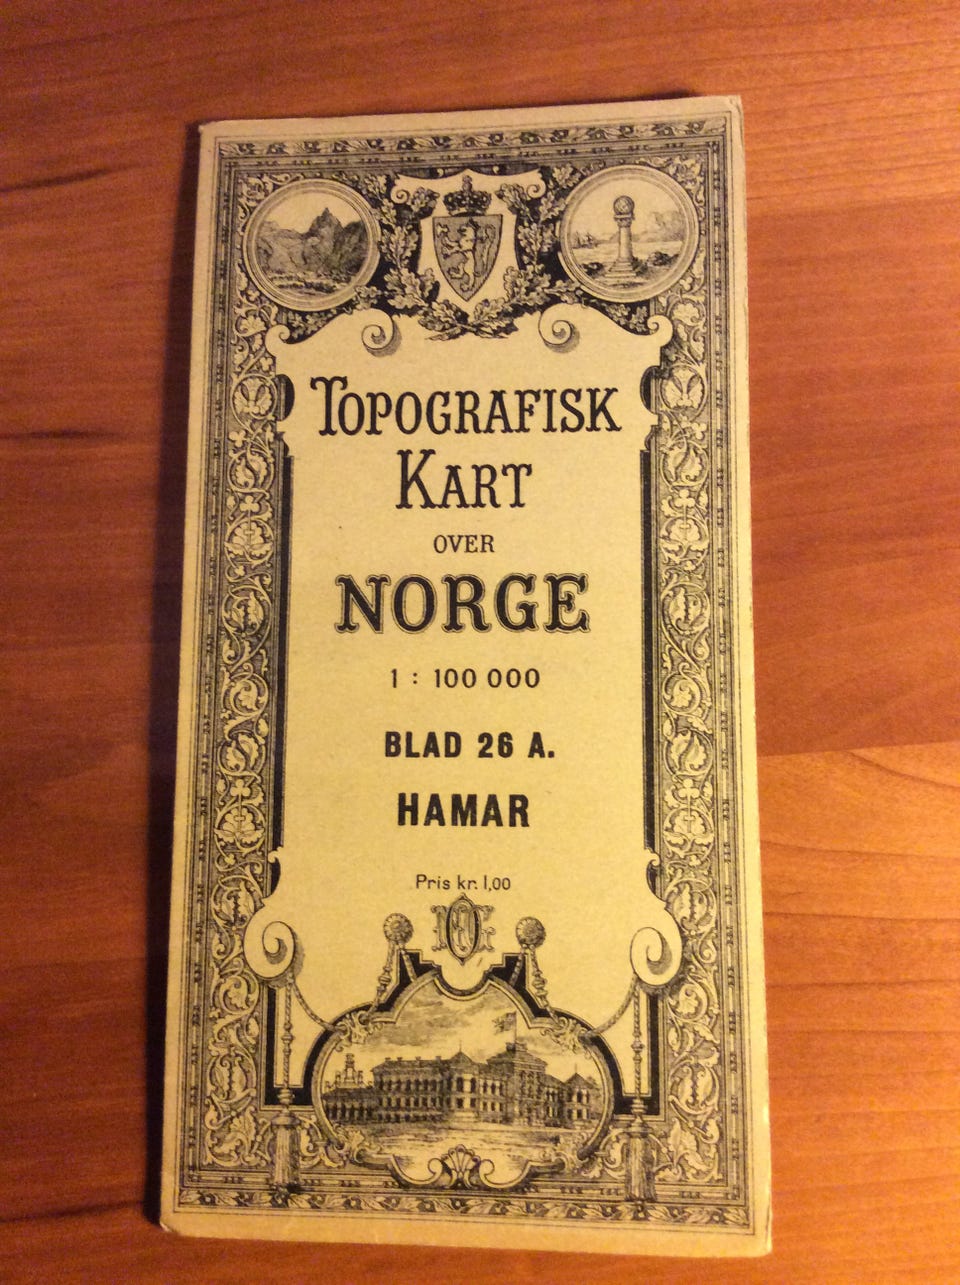 TOPOGRAFISK
KART
OVER
NORGE
1 : 100 000
BLAD 26 A.
HAMAR
Pris kr. 1,00